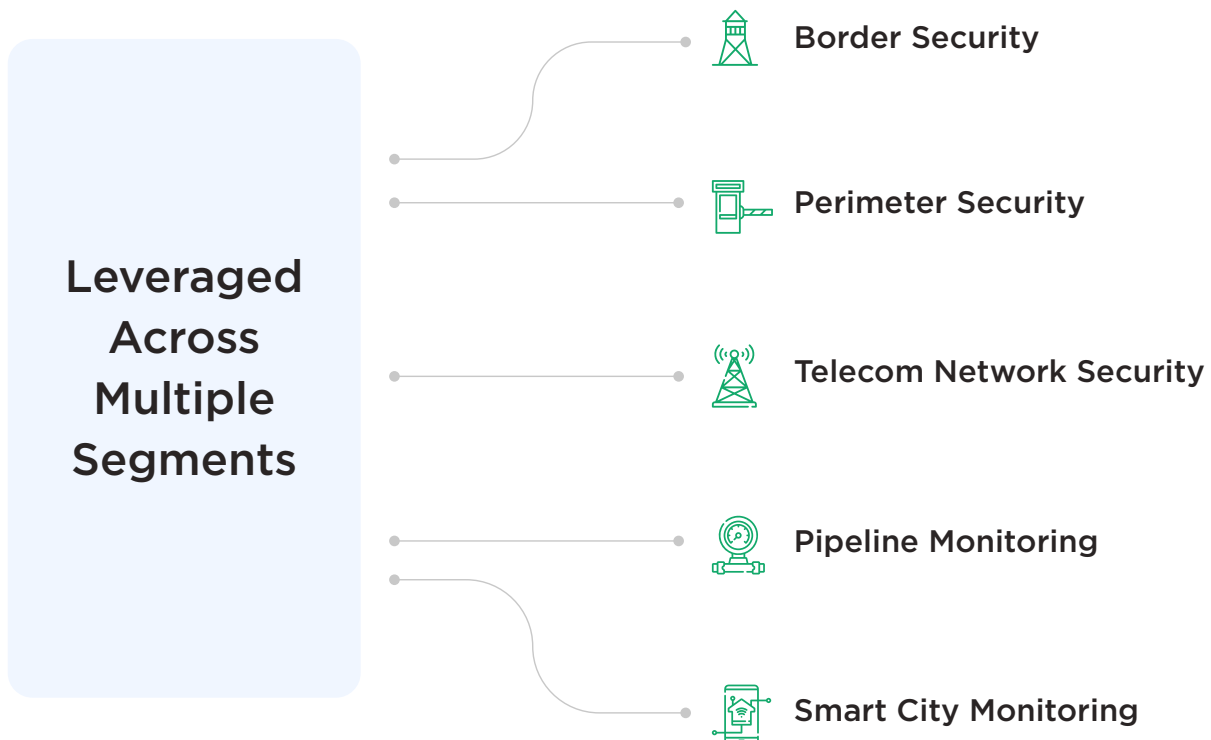 Leveraged
Across
Multiple
Segments
Border Security
Perimeter Security
Telecom Network Security
Pipeline Monitoring
Smart City Monitoring